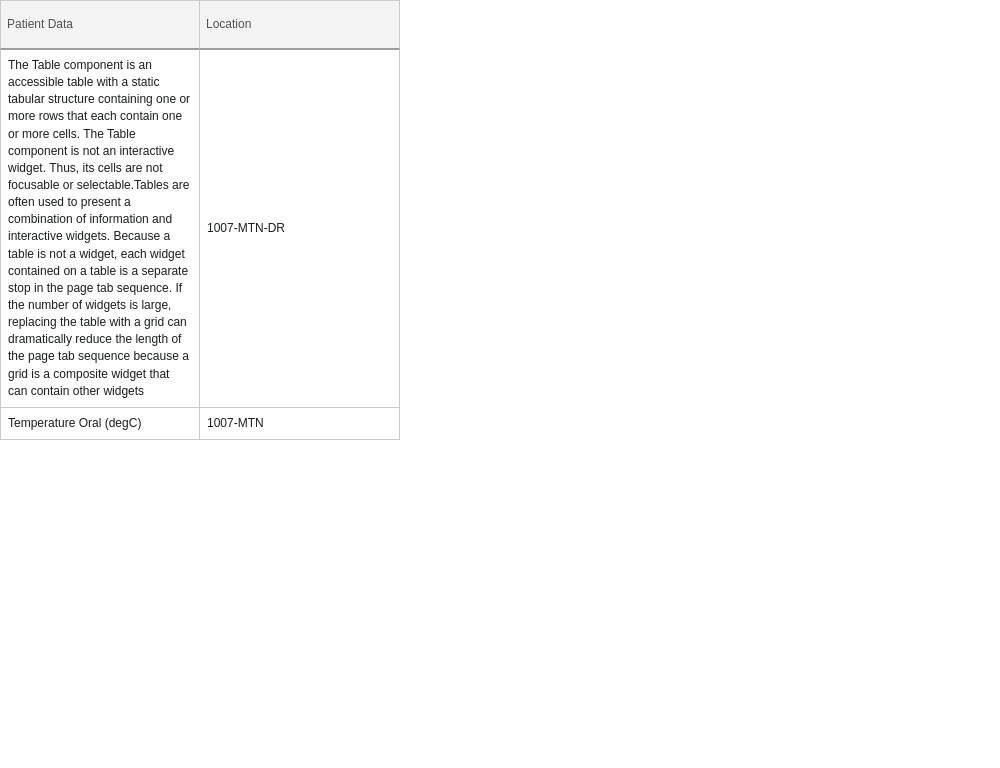 Patient Data
Location
The Table component is an
accessible table with a static
tabular structure containing one or
more rows that each contain one
or more cells. The Table
component is not an interactive
widget. Thus, its cells are not
focusable or selectable.Tables are
often used to present a
combination of information and
interactive widgets. Because a
table is not a widget, each widget
contained on a table is a separate
stop in the page tab sequence. If
the number of widgets is large,
replacing the table with a grid can
dramatically reduce the length of
the page tab sequence because a
grid is a composite widget that
can contain other widgets
1007-MTN-DR
Temperature Oral (degC)
1007-MTN